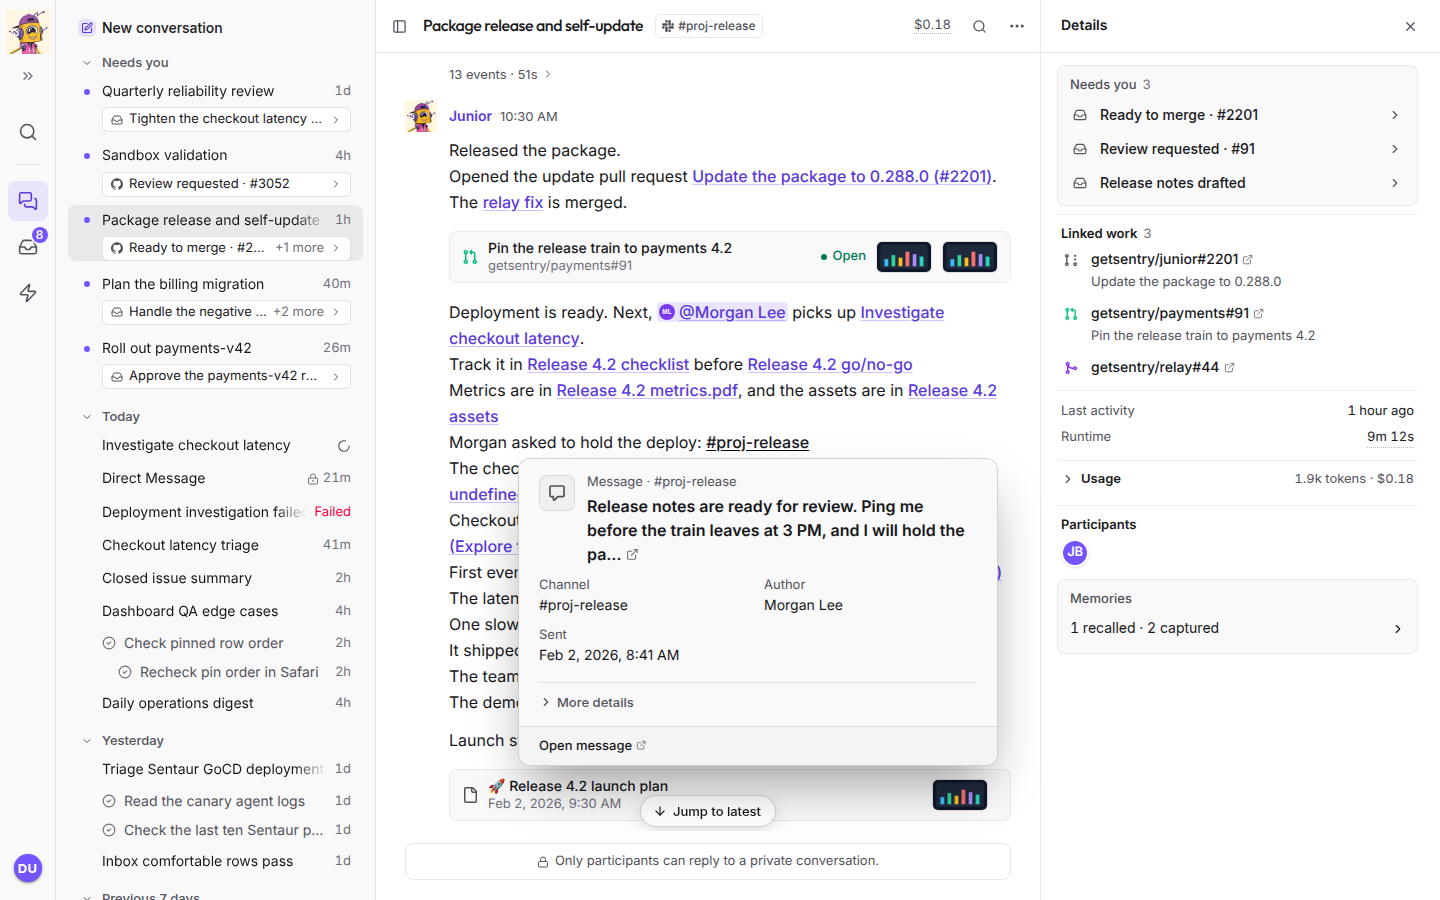 New conversation
Needs you
Quarterly reliability review 1d
Tighten the checkout latency ...
Sandbox validation 4h
Review requested · #3052
Package release and self-update 1h
Ready to merge · #2... +1 more
8
Plan the billing migration 40m
Handle the negative ... +2 more
Roll out payments-v42 26m
Approve the payments-v42 r...
Today
Investigate checkout latency
Direct Message 21m
Deployment investigation failed Failed
Checkout latency triage 41m
Closed issue summary 2h
Dashboard QA edge cases 4h
Check pinned row order 2h
Recheck pin order in Safari 2h
Daily operations digest 4h
Yesterday
Triage Sentaur GoCD deployment 1d
Read the canary agent logs 1d
Check the last ten Sentaur p... 1d
Inbox comfortable rows pass 1d
Previous 7 days
DU
Package release and self-update #proj-release $0.18
13 events · 51s
Junior 10:30 AM
Released the package.
Opened the update pull request Update the package to 0.288.0 (#2201).
The relay fix is merged.
Pin the release train to payments 4.2
getsentry/payments#91
Open
Deployment is ready. Next, ML @Morgan Lee picks up Investigate
checkout latency.
Track it in Release 4.2 checklist before Release 4.2 go/no-go
Metrics are in Release 4.2 metrics.pdf, and the assets are in Release 4.2
assets
Morgan asked to hold the deploy: #proj-release
The chec
undefine
Checkout
(Explore
First even )
The laten
One slow
It shipped
The team
The demo
Launch s
Message · #proj-release
Release notes are ready for review. Ping me
before the train leaves at 3 PM, and I will hold the
pa...
Channel Author
#proj-release Morgan Lee
Sent
Feb 2, 2026, 8:41 AM
More details
Open message
🚀 Release 4.2 launch plan
Feb 2, 2026, 9:30 AM
Jump to latest
Only participants can reply to a private conversation.
Details
Needs you 3
Ready to merge · #2201
Review requested · #91
Release notes drafted
Linked work 3
getsentry/junior#2201
Update the package to 0.288.0
getsentry/payments#91
Pin the release train to payments 4.2
getsentry/relay#44
Last activity 1 hour ago
Runtime 9m 12s
Usage 1.9k tokens · $0.18
Participants
JB
Memories
1 recalled · 2 captured